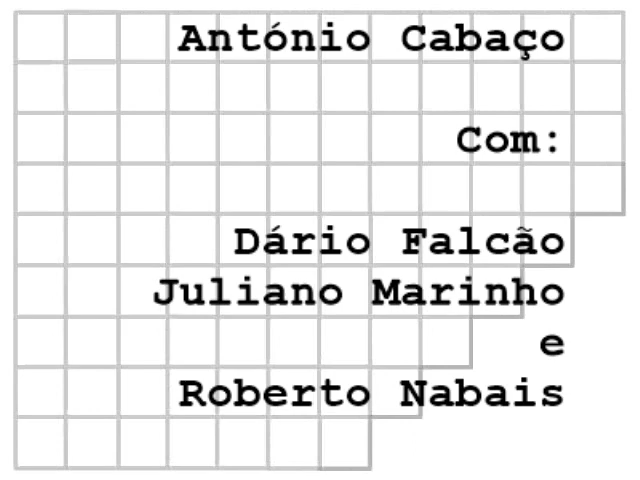 António Cabaço
Com:
Dário Falcão
Juliano Marinho
e
Roberto Nabais